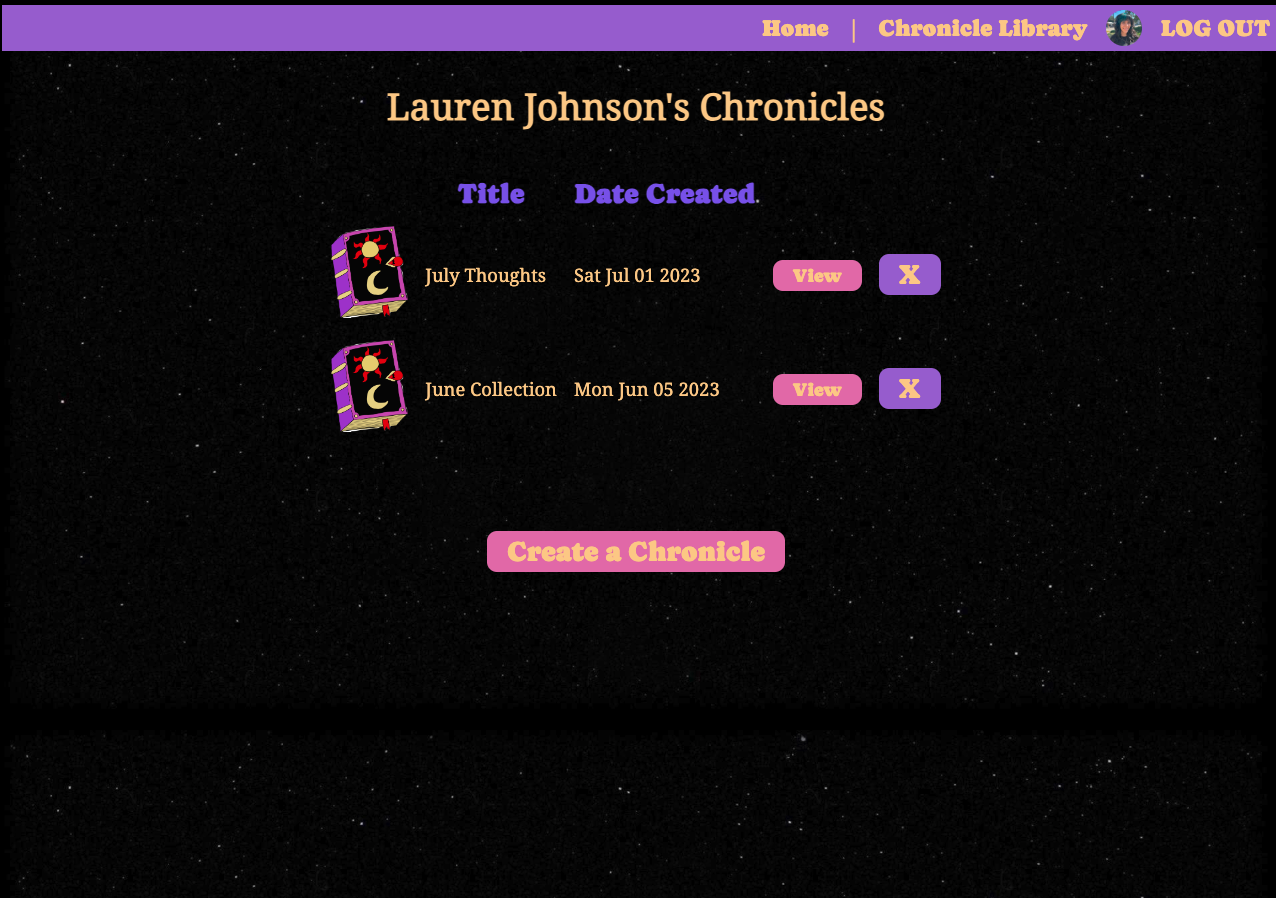 Home | Chronicle Library LOG OUT
Lauren Johnson's Chronicles
Title Date Created
July Thoughts Sat Jul 01 2023 View X
June Collection Mon Jun 05 2023 View X
Create a Chronicle